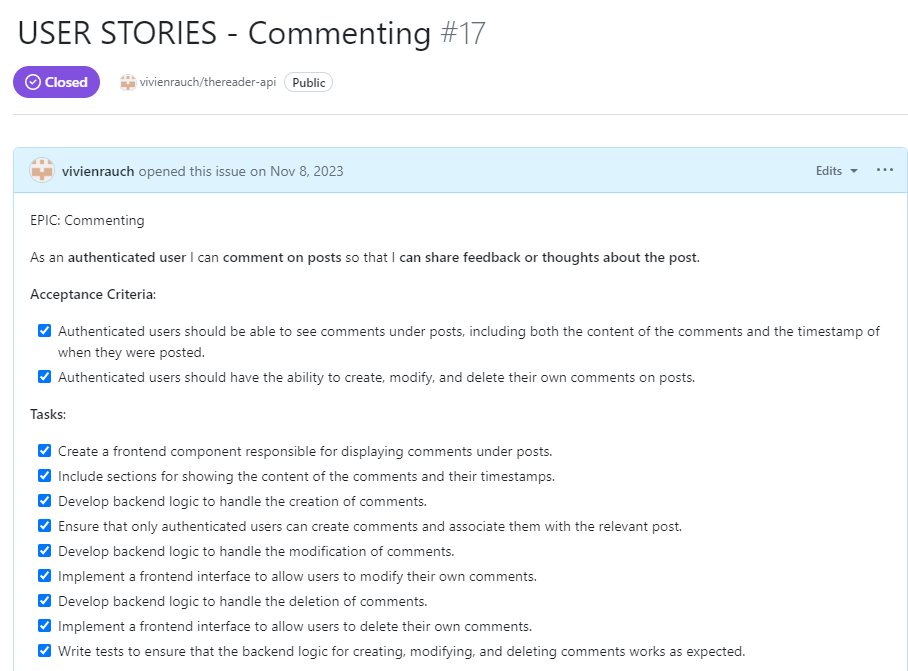 USER STORIES - Commenting #17
Closed
vivienrauch/thereader-api
Public
vivienrauch opened this issue on Nov 8, 2023
Edits
EPIC: Commenting
As an authenticated user I can comment on posts so that I can share feedback or thoughts about the post.
Acceptance Criteria:
Authenticated users should be able to see comments under posts, including both the content of the comments and the timestamp of
when they were posted.
Authenticated users should have the ability to create, modify, and delete their own comments on posts.
Tasks:
Create a frontend component responsible for displaying comments under posts.
Include sections for showing the content of the comments and their timestamps.
Develop backend logic to handle the creation of comments.
Ensure that only authenticated users can create comments and associate them with the relevant post.
Develop backend logic to handle the modification of comments.
Implement a frontend interface to allow users to modify their own comments.
Develop backend logic to handle the deletion of comments.
Implement a frontend interface to allow users to delete their own comments.
Write tests to ensure that the backend logic for creating, modifying, and deleting comments works as expected.